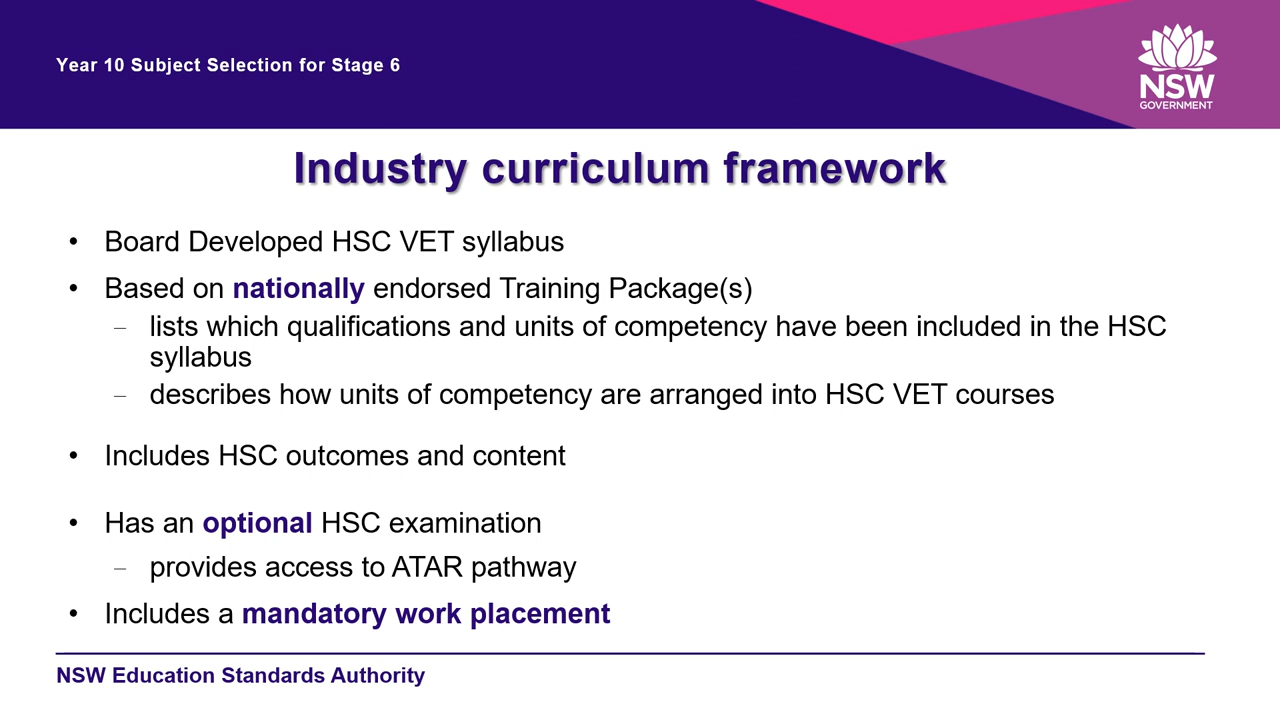 Year 10 Subject Selection for Stage 6
NSW
GOVERNMENT
Industry curriculum framework
• Board Developed HSC VET syllabus
• Based on nationally endorsed Training Package(s)
– lists which qualifications and units of competency have been included in the HSC
syllabus
– describes how units of competency are arranged into HSC VET courses
• Includes HSC outcomes and content
• Has an optional HSC examination
– provides access to ATAR pathway
• Includes a mandatory work placement
NSW Education Standards Authority